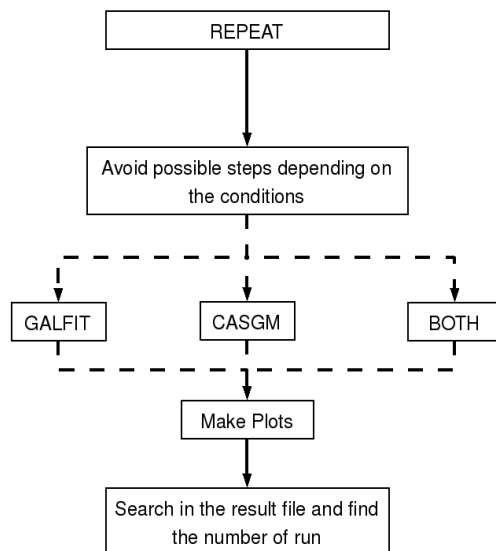 REPEAT
Avoid possible steps depending on
the conditions
GALFIT
CASGM
BOTH
Make Plots
Search in the result file and find
the number of run